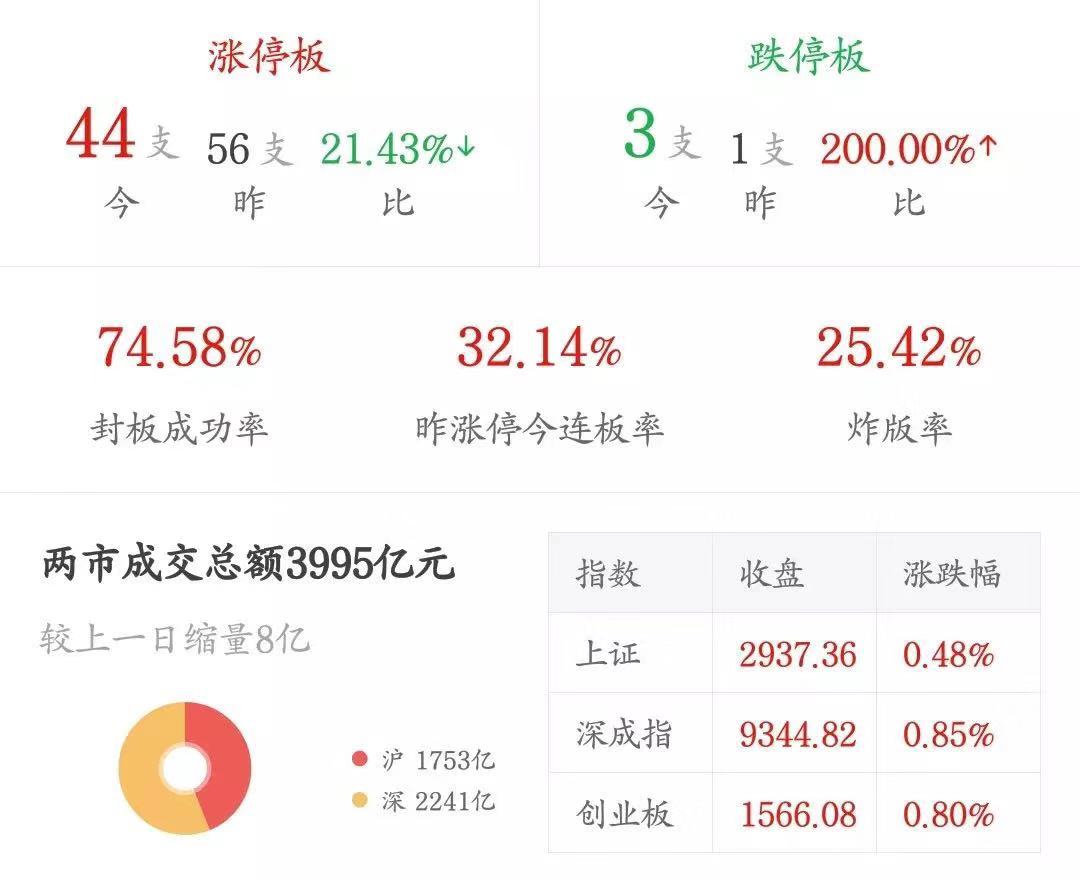 涨停板
44支 56支 21.43%↓
今 昨 比
跌停板
3支 1支 200.00%↑
今 昨 比
74.58% 32.14% 25.42%
封板成功率 昨涨停今连板率 炸版率
两市成交总额3995亿元
较上一日缩量8亿
沪 1753亿
深 2241亿
指数 收盘 涨跌幅
上证 2937.36 0.48%
深成指 9344.82 0.85%
创业板 1566.08 0.80%